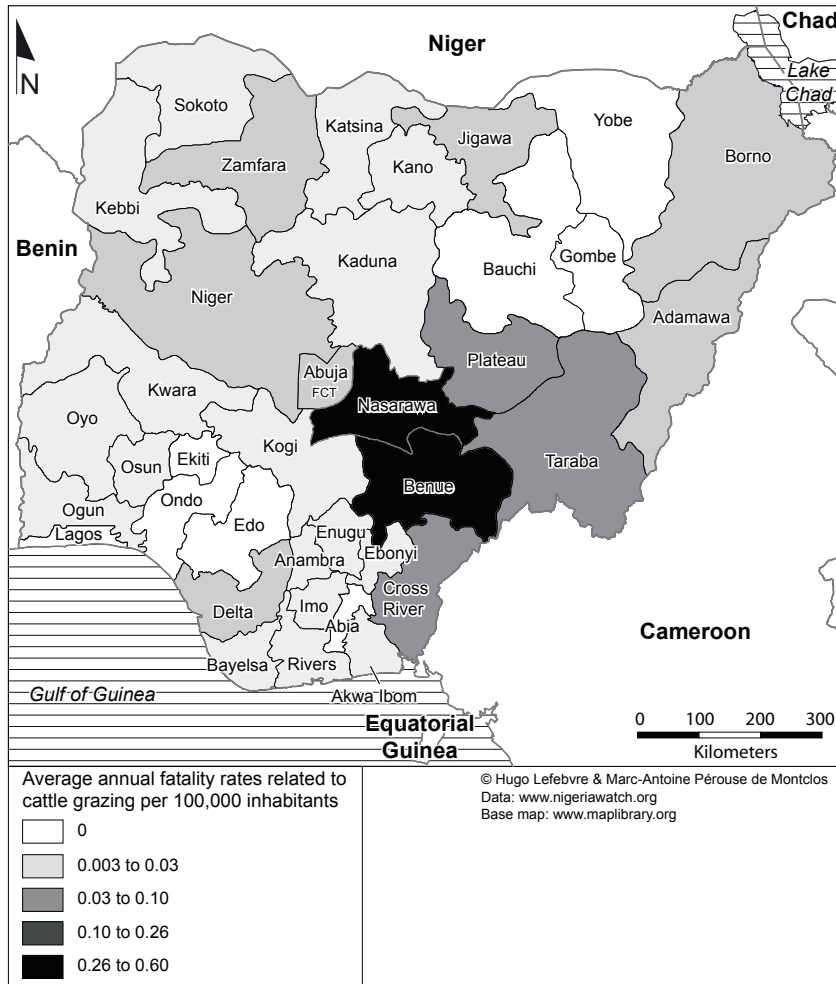 Chad
Niger
Lake
Chad
N
Sokoto
Katsina
Jigawa
Yobe
Borno
Zamfara
Kano
Kebbi
Benin
Kaduna
Bauchi
Gombe
Niger
Adamawa
Abuja
FCT
Plateau
Kwara
Nasarawa
Oyo
Kogi
Taraba
Osun
Ekiti
Benue
Ondo
Ogun
Edo
Lagos
Enugu
Anambra
Ebonyi
Delta
Imo
Cross
River
Abia
Cameroon
Bayelsa
Rivers
Gulf of Guinea
Akwa Ibom
Equatorial
Guinea
0 100 200 300
Kilometers
Average annual fatality rates related to
cattle grazing per 100,000 inhabitants
0
0.003 to 0.03
0.03 to 0.10
0.10 to 0.26
0.26 to 0.60
© Hugo Lefebvre & Marc-Antoine Pérouse de Montclos
Data: www.nigeriawatch.org
Base map: www.maplibrary.org